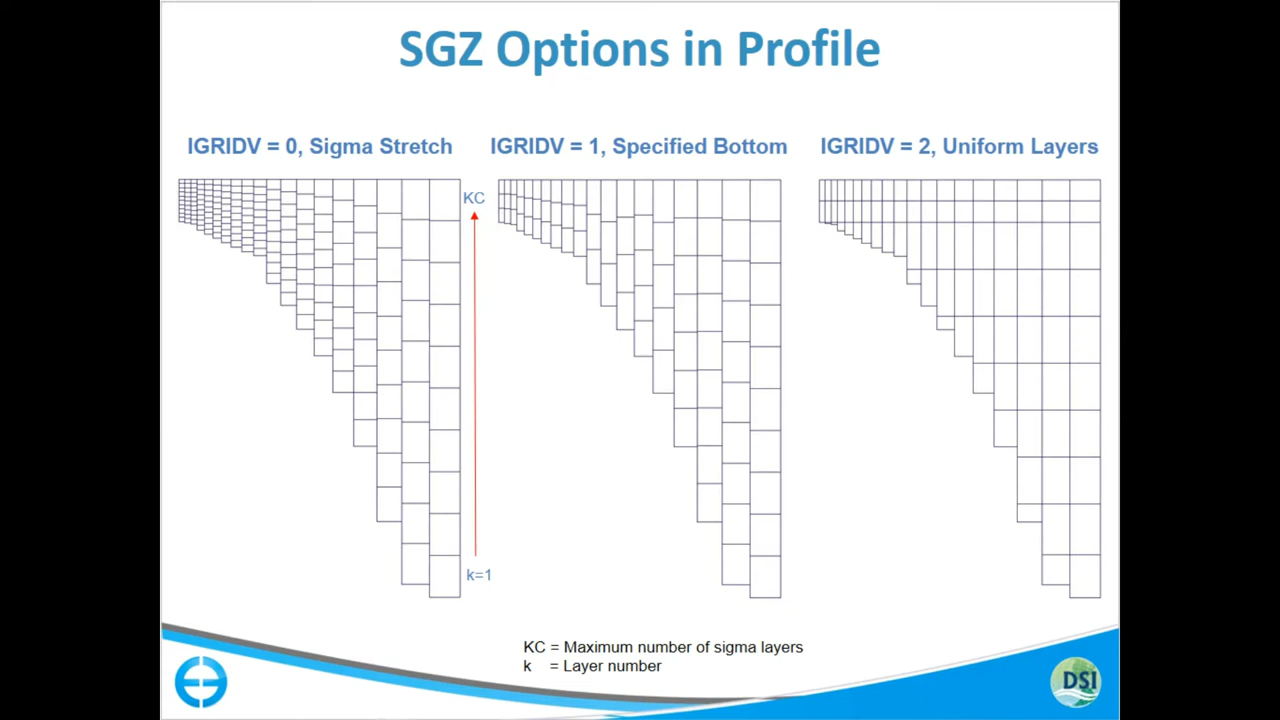 SGZ Options in Profile
IGRIDV = 0, Sigma Stretch
IGRIDV = 1, Specified Bottom
IGRIDV = 2, Uniform Layers
KC
k=1
KC = Maximum number of sigma layers
k = Layer number
DSI